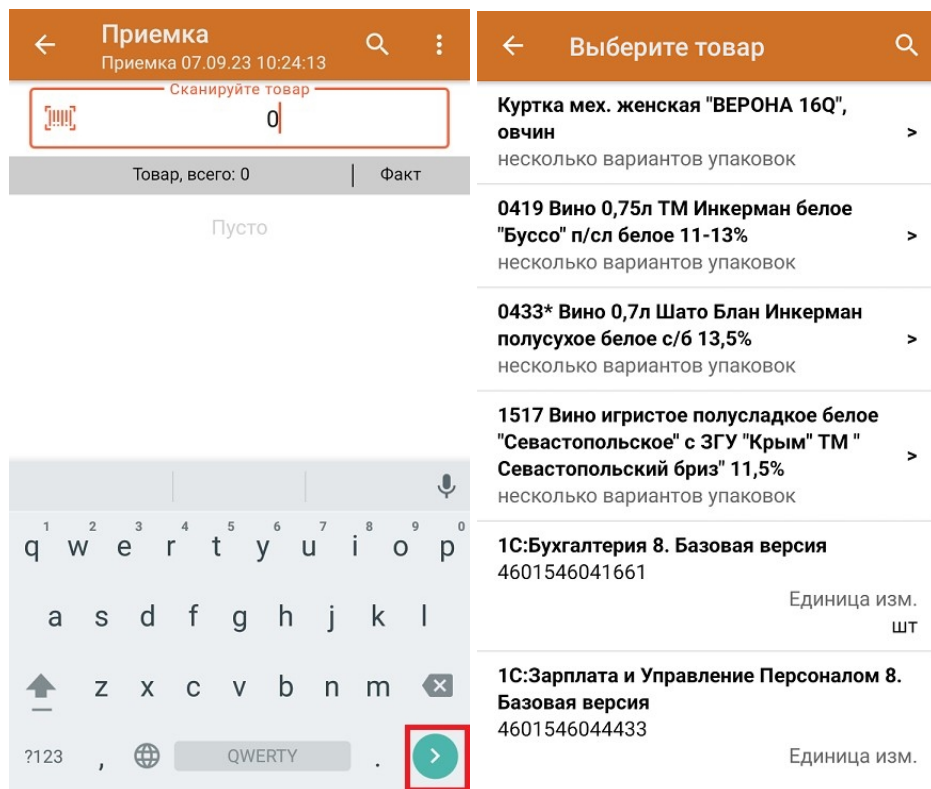 Приемка
Приемка 07.09.23 10:24:13
Сканируйте товар
0
Товар, всего: 0 | Факт
Пусто
1 2 3 4 5 6 7 8 9 0
q w e r t y u i o p
a s d f g h j k l
z x c v b n m
?123 , QWERTY . >
Выберите товар
Куртка мех. женская "ВЕРОНА 16Q",
овчин
>
несколько вариантов упаковок
0419 Вино 0,75л ТМ Инкерман белое
"Буссо" п/сл белое 11-13%
>
несколько вариантов упаковок
0433* Вино 0,7л Шато Блан Инкерман
полусухое белое с/б 13,5%
>
несколько вариантов упаковок
1517 Вино игристое полусладкое белое
"Севастопольское" с ЗГУ "Крым" ТМ "
Севастопольский бриз" 11,5%
>
несколько вариантов упаковок
1С:Бухгалтерия 8. Базовая версия
4601546041661
Единица изм.
шт
1С:Зарплата и Управление Персоналом 8.
Базовая версия
4601546044433
Единица изм.